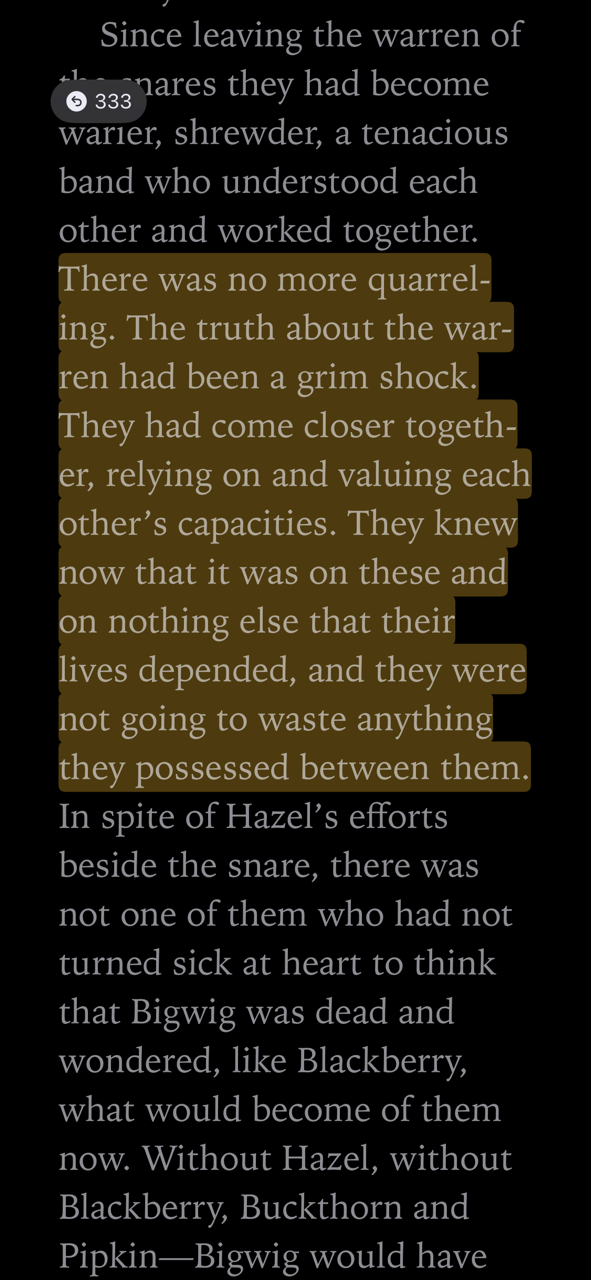 Since leaving the warren of
the snares they had become
333
warier, shrewder, a tenacious
band who understood each
other and worked together.
There was no more quarrel-
ing. The truth about the war-
ren had been a grim shock.
They had come closer togeth-
er, relying on and valuing each
other’s capacities. They knew
now that it was on these and
on nothing else that their
lives depended, and they were
not going to waste anything
they possessed between them.
In spite of Hazel’s efforts
beside the snare, there was
not one of them who had not
turned sick at heart to think
that Bigwig was dead and
wondered, like Blackberry,
what would become of them
now. Without Hazel, without
Blackberry, Buckthorn and
Pipkin—Bigwig would have